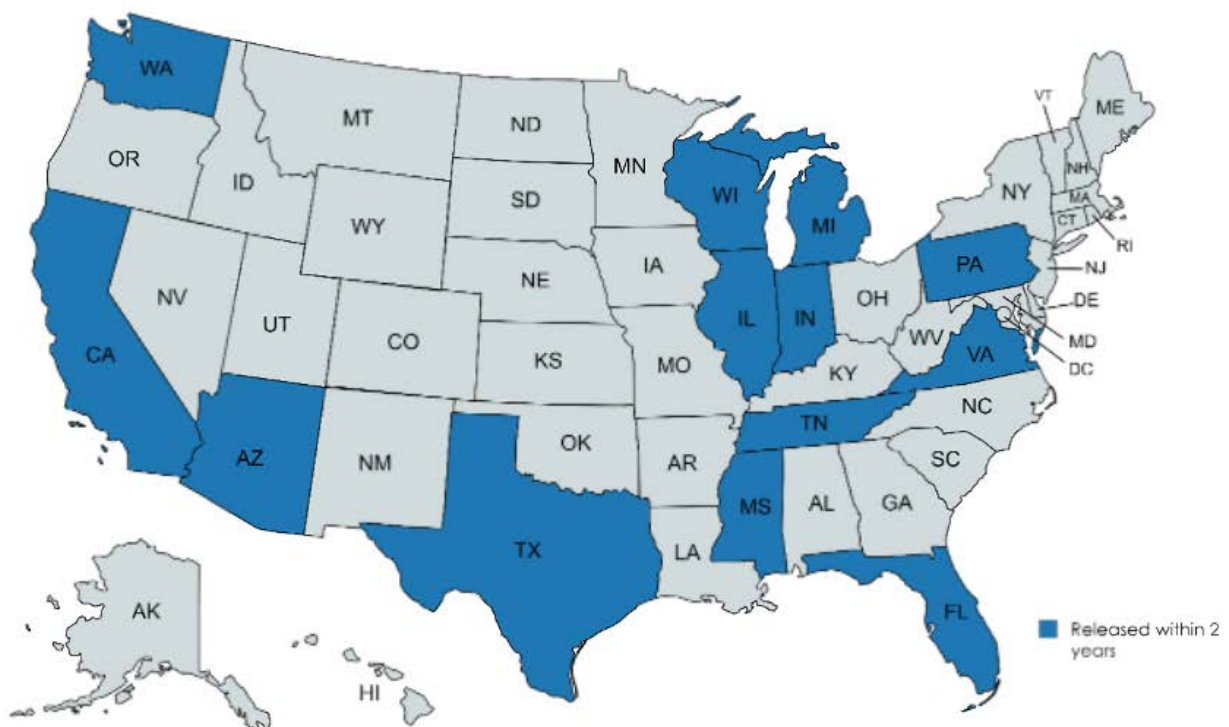 WA
MT
ND
MN
VT
ME
OR
ID
SD
WI
MI
NY
NH
MA
CT
RI
WY
IA
PA
NJ
NV
NE
IL
IN
OH
DE
UT
CO
KS
MO
WV
VA
MD
DC
CA
KY
NC
AZ
NM
OK
AR
TN
SC
TX
MS
AL
GA
LA
AK
HI
FL
Released within 2
years